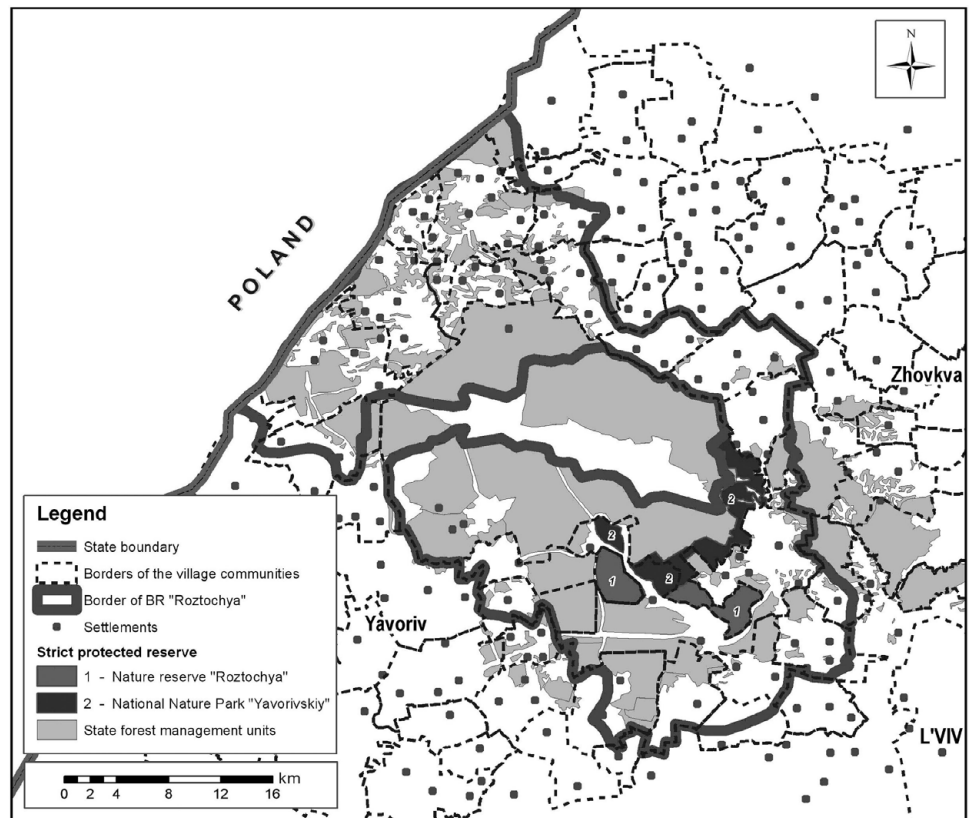 N
POLAND
Zhovkva
2
2
1
2
1
Yavoriv
L'VIV
Legend
State boundary
Borders of the village communities
Border of BR "Roztochya"
Settlements
Strict protected reserve
1 - Nature reserve "Roztochya"
2 - National Nature Park "Yavorivskiy"
State forest management units
km
0 2 4 8 12 16